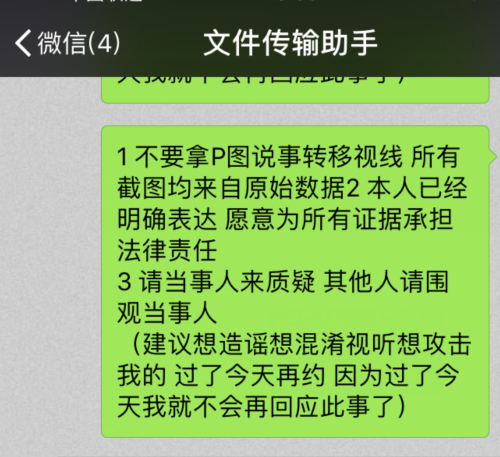 微信(4)
文件传输助手
天我就不会再回应此事了）
1 不要拿P图说事转移视线 所有
截图均来自原始数据2 本人已经
明确表达 愿意为所有证据承担
法律责任
3 请当事人来质疑 其他人请围
观当事人
（建议想造谣想混淆视听想攻击
我的 过了今天再约 因为过了今
天我就不会再回应此事了）